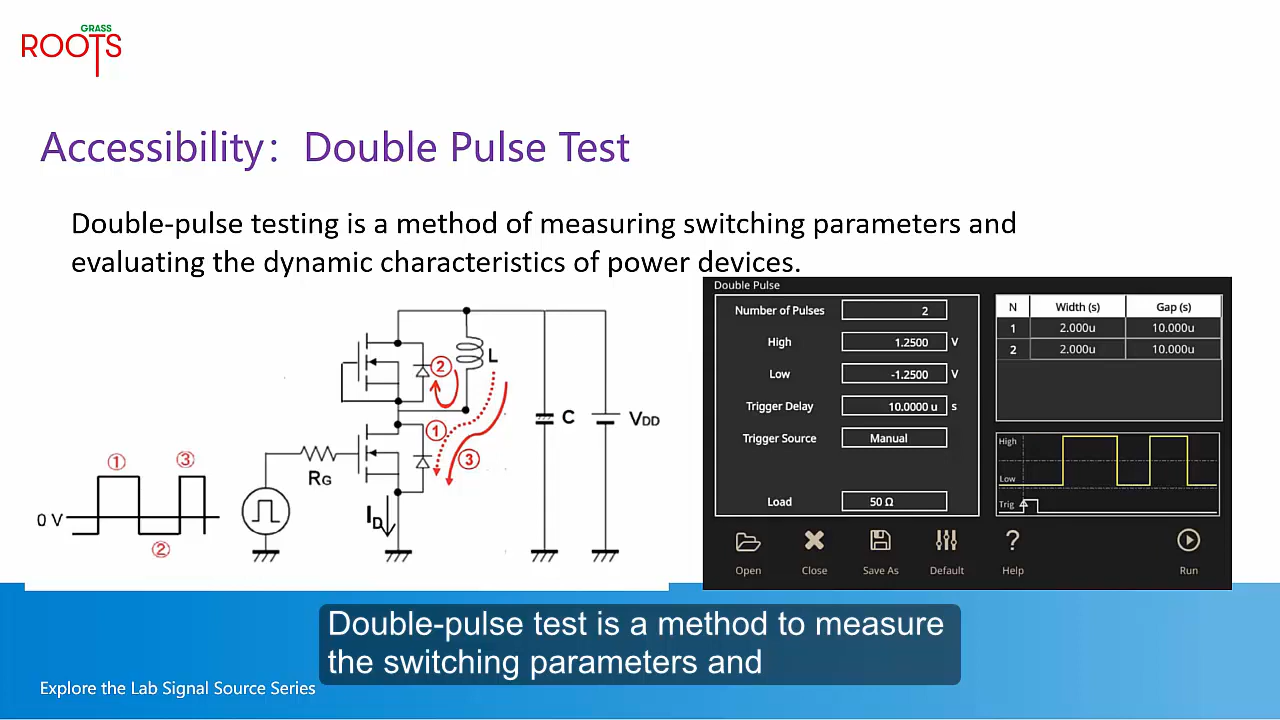 GRASS
ROOTS
Accessibility: Double Pulse Test
Double-pulse testing is a method of measuring switching parameters and
evaluating the dynamic characteristics of power devices.
② L
① C VDD
③
① ③
RG
0 V
②
ID
Double Pulse
Number of Pulses 2
High 1.2500 V
Low -1.2500 V
Trigger Delay 10.0000 u s
Trigger Source Manual
Load 50 Ω
N Width (s) Gap (s)
1 2.000u 10.000u
2 2.000u 10.000u
High
Low
Trig
Open Close Save As Default Help Run
?
Double-pulse test is a method to measure
the switching parameters and
Explore the Lab Signal Source Series